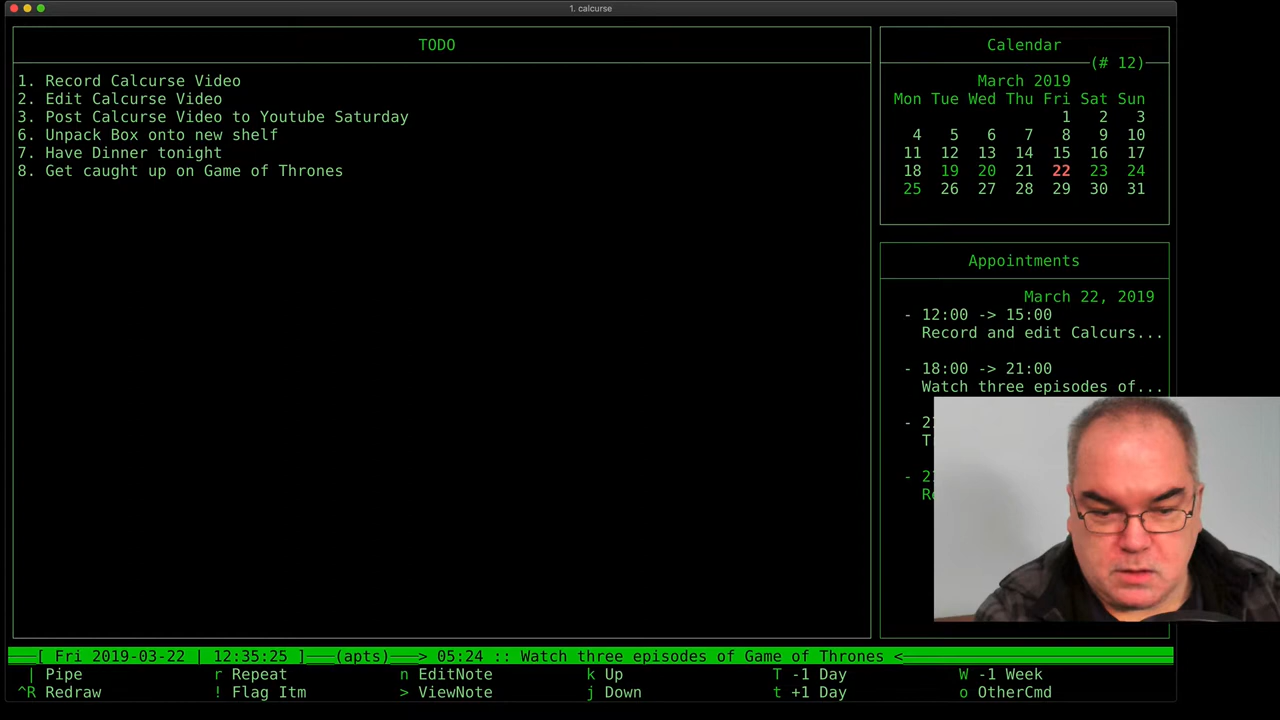 1. calcurse
TODO
1. Record Calcurse Video
2. Edit Calcurse Video
3. Post Calcurse Video to Youtube Saturday
6. Unpack Box onto new shelf
7. Have Dinner tonight
8. Get caught up on Game of Thrones
Calendar
(# 12)
March 2019
Mon Tue Wed Thu Fri Sat Sun
1 2 3
4 5 6 7 8 9 10
11 12 13 14 15 16 17
18 19 20 21 22 23 24
25 26 27 28 29 30 31
Appointments
March 22, 2019
- 12:00 -> 15:00
Record and edit Calcurs...
- 18:00 -> 21:00
Watch three episodes of...
[ Fri 2019-03-22 | 12:35:25 ] (apts) > 05:24 :: Watch three episodes of Game of Thrones <
| Pipe r Repeat n EditNote k Up T -1 Day W -1 Week
^R Redraw ! Flag Itm > ViewNote j Down t +1 Day o OtherCmd